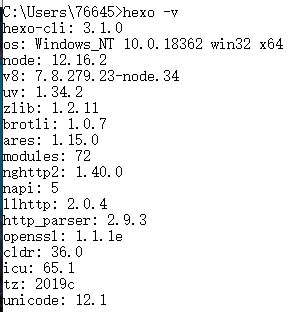 C:\Users\76645>hexo -v
hexo-cli: 3.1.0
os: Windows_NT 10.0.18362 win32 x64
node: 12.16.2
v8: 7.8.279.23-node.34
uv: 1.34.2
zlib: 1.2.11
brotli: 1.0.7
ares: 1.15.0
modules: 72
nghttp2: 1.40.0
napi: 5
llhttp: 2.0.4
http_parser: 2.9.3
openssl: 1.1.1e
cldr: 36.0
icu: 65.1
tz: 2019c
unicode: 12.1